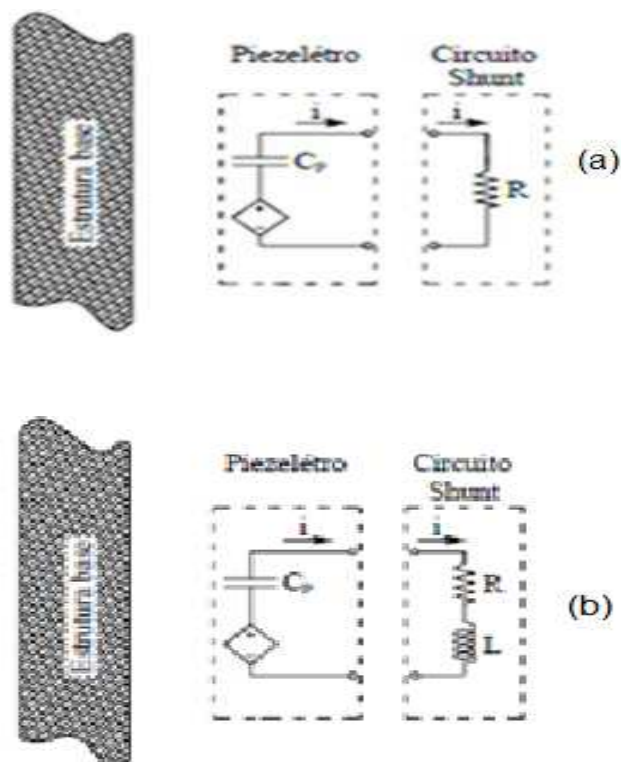 Piezelétro
Circuito
Shunt
Estrutura base
i
i
Cp
R
(a)
Piezelétro
Circuito
Shunt
Estrutura base
i
i
Cp
R
L
(b)